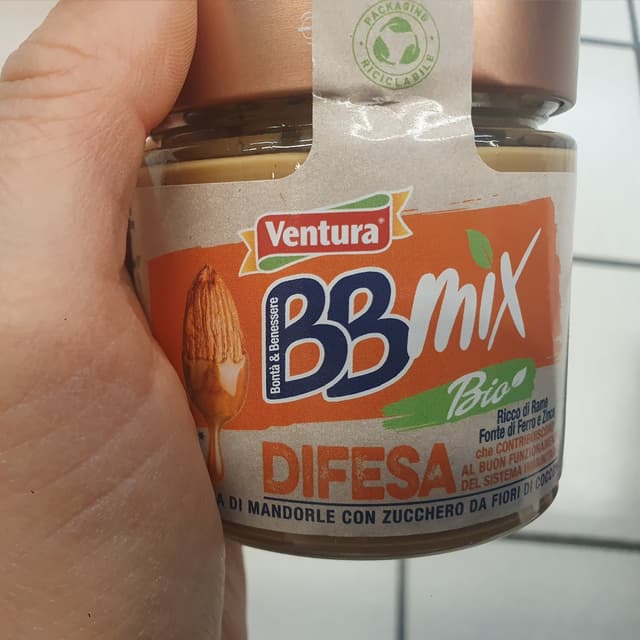 PACKAGING
RICICLABILE
Ventura
Bontà & Benessere
BBmix
Bio
Ricco di Rame
Fonte di Ferro e Zinco
che CONTRIBUISCONO
AL BUON
DEL SISTEMA
DIFESA
DI MANDORLE CON ZUCCHERO DA FIORI DI